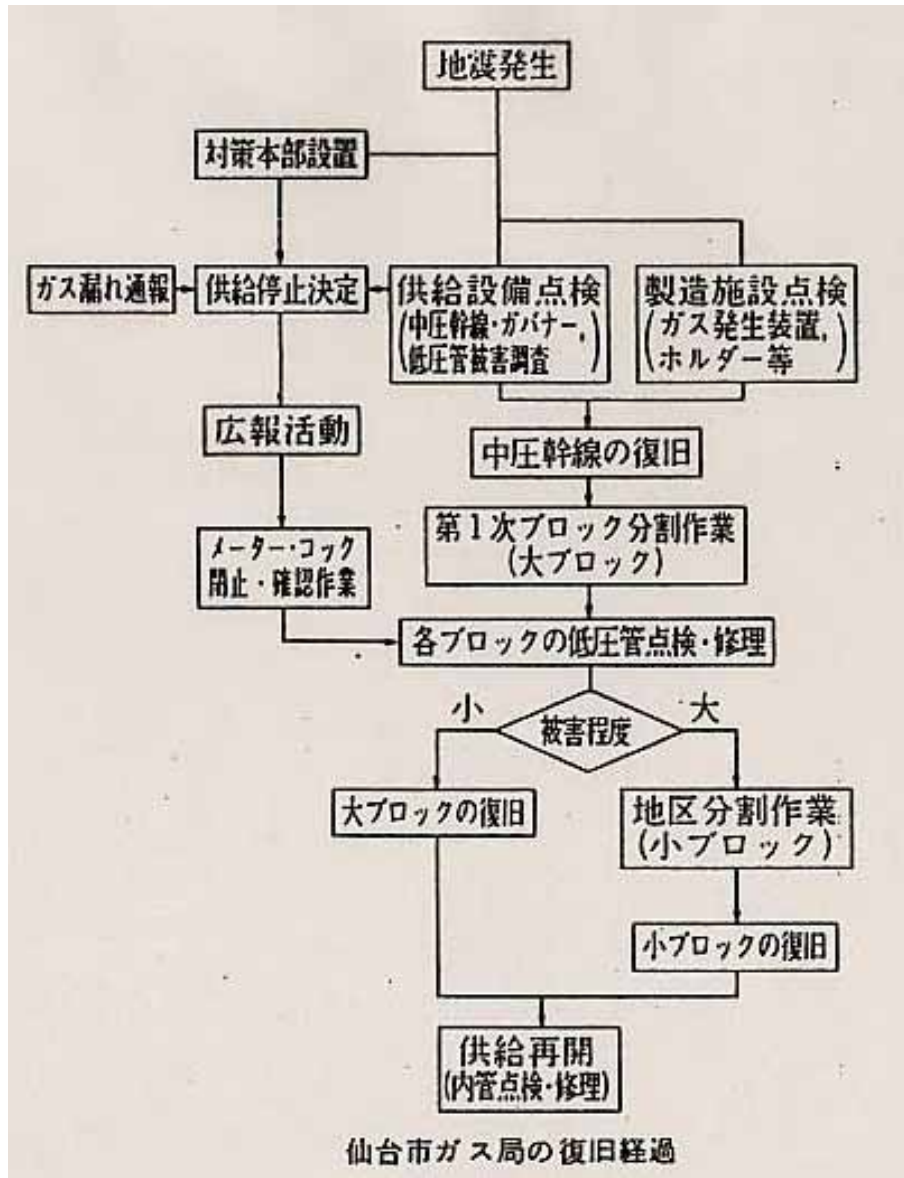 地震発生
対策本部設置
ガス漏れ通報
供給停止決定
供給設備点検
(中圧幹線・ガバナー,
低圧管被害調査)
製造施設点検
(ガス発生装置,
ホルダー等)
広報活動
中圧幹線の復旧
メーター・コック
閉止・確認作業
第1次ブロック分割作業
(大ブロック)
各ブロックの低圧管点検・修理
小
被害程度
大
大ブロックの復旧
地区分割作業
(小ブロック)
小ブロックの復旧
供給再開
(内管点検・修理)
仙台市ガス局の復旧経過